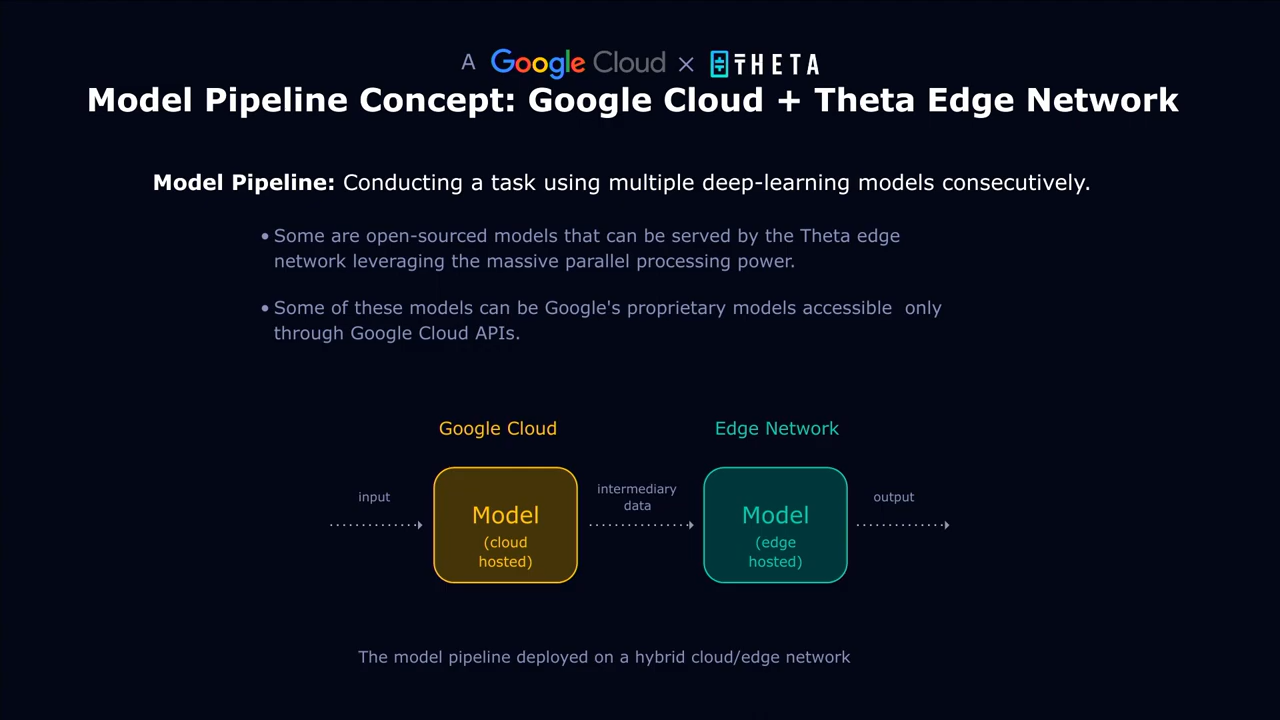 A Google Cloud × THETA
Model Pipeline Concept: Google Cloud + Theta Edge Network
Model Pipeline: Conducting a task using multiple deep-learning models consecutively.
• Some are open-sourced models that can be served by the Theta edge
network leveraging the massive parallel processing power.
• Some of these models can be Google's proprietary models accessible  only
through Google Cloud APIs.
Google Cloud
Edge Network
input
Model
(cloud
hosted)
intermediary
data
Model
(edge
hosted)
output
The model pipeline deployed on a hybrid cloud/edge network